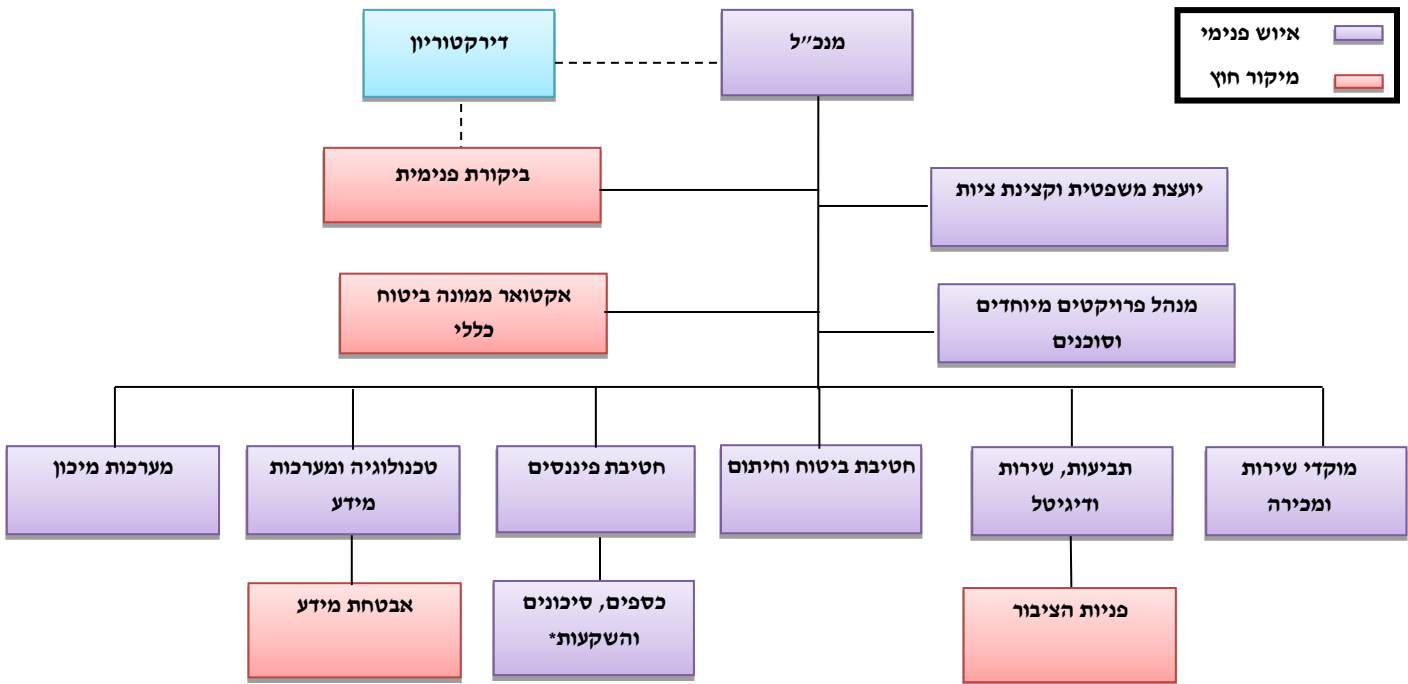 איוש פנימי
מיקור חוץ
מנכ״ל
דירקטוריון
ביקורת פנימית
יועצת משפטית וקצינת ציות
אקטואר ממונה ביטוח
כללי
מנהל פרויקטים מיוחדים
וסוכנים
מוקדי שירות
ומכירה
תביעות, שירות
ודיגיטל
חטיבת ביטוח וחיתום
חטיבת פיננסים
טכנולוגיה ומערכות
מידע
מערכות מיכון
פניות הציבור
כספים, סיכונים
והשקעות*
אבטחת מידע